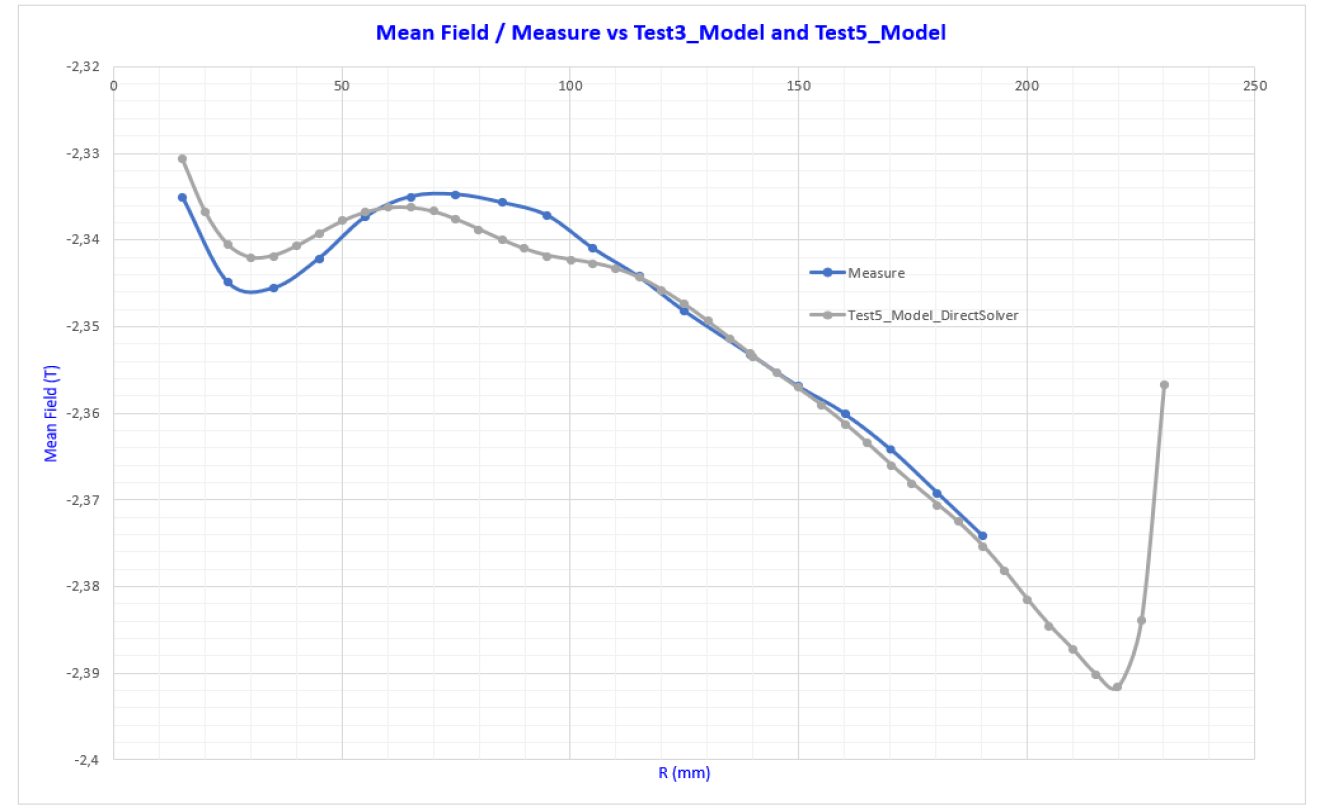 Mean Field / Measure vs Test3_Model and Test5_Model
-2,32
0 50 100 150 200 250
-2,33
-2,34
Measure
Test5_Model_DirectSolver
-2,35
Mean Field (T)
-2,36
-2,37
-2,38
-2,39
-2,4
R (mm)